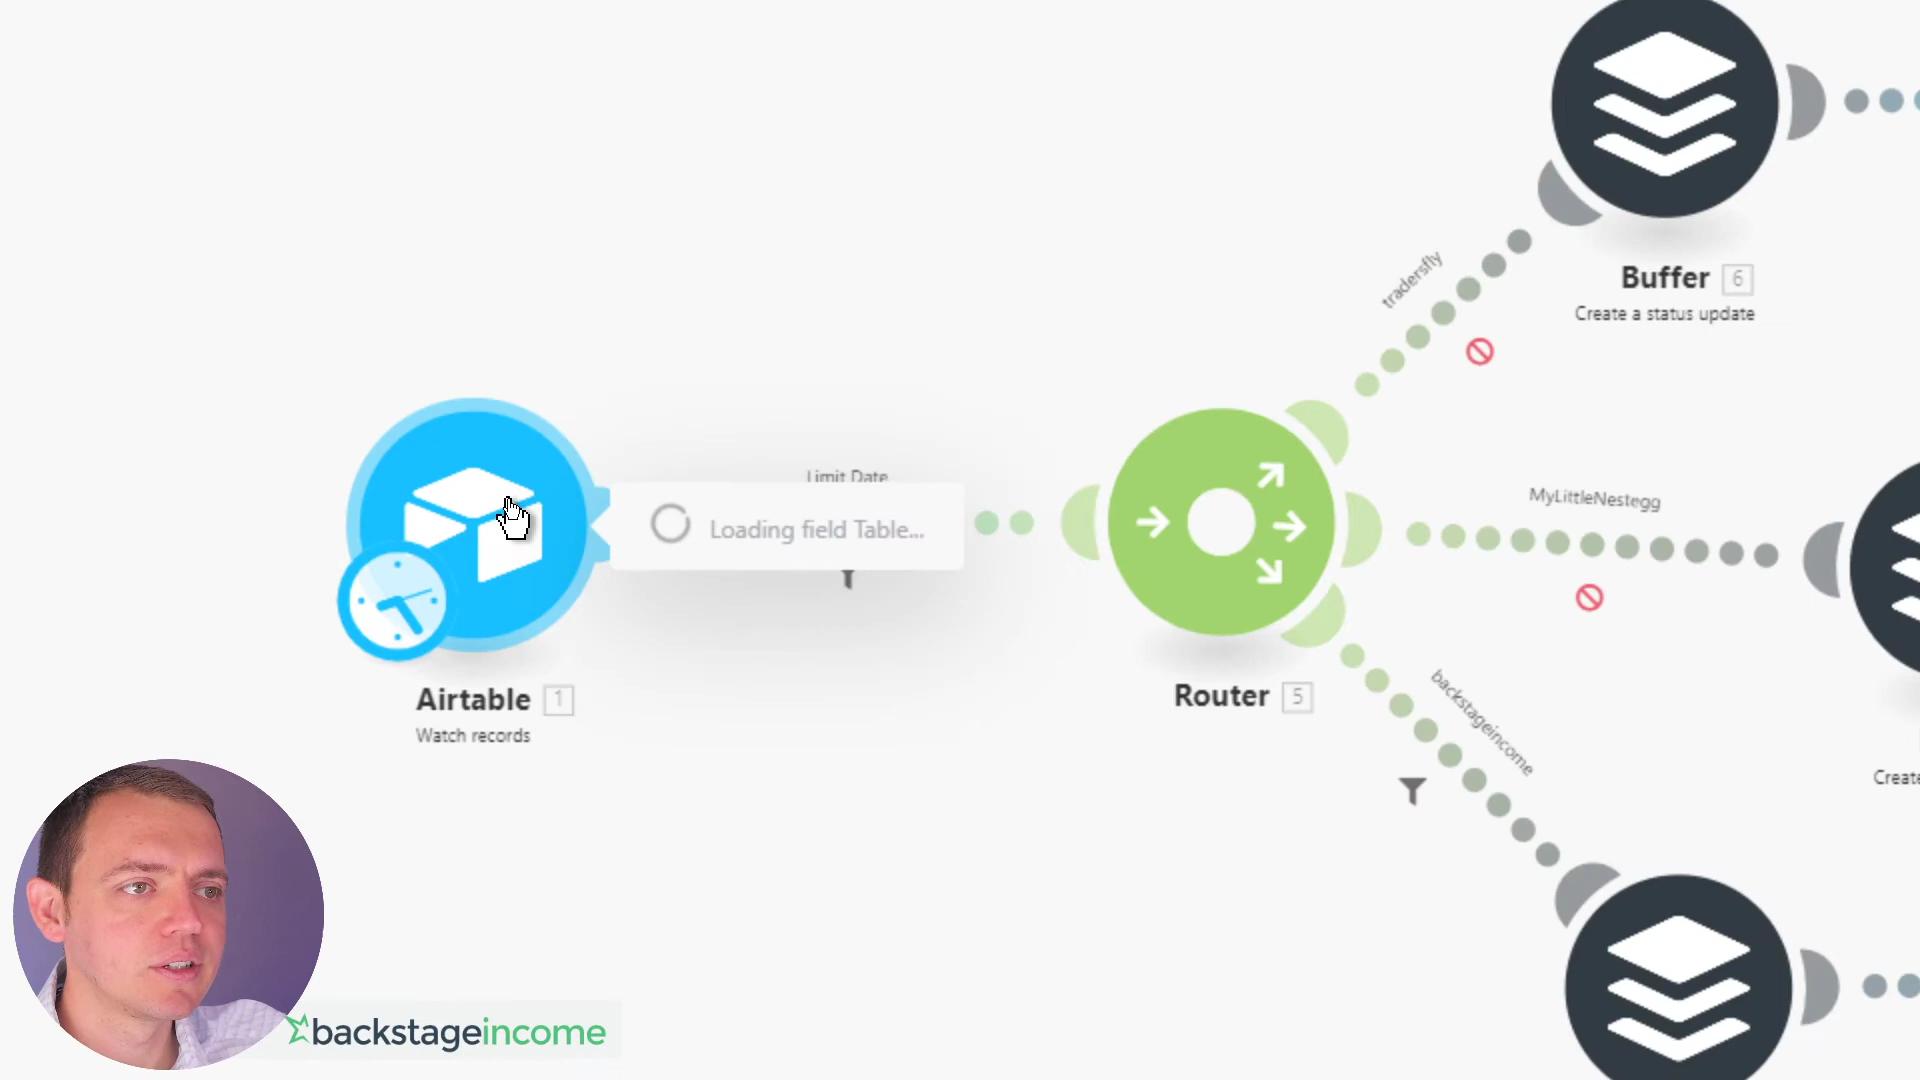 tradersfly
Buffer 6
Create a status update
Limit Date
Loading field Table...
MyLittleNestegg
Airtable 1
Watch records
Router 5
backstageincome
Create
backstageincome